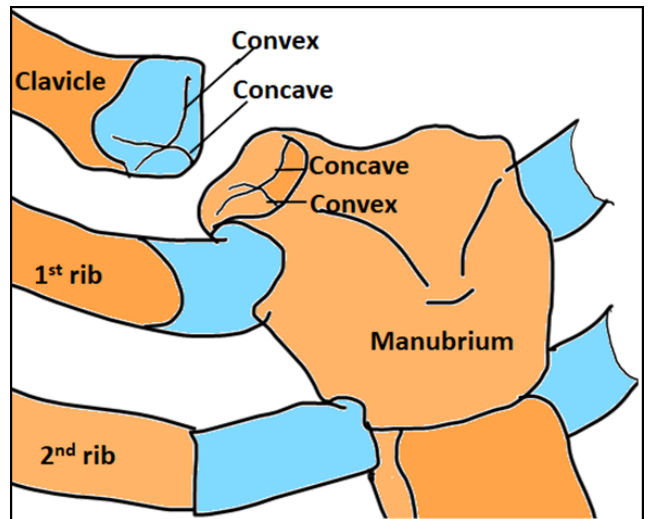 Convex
Clavicle
Concave
Concave
Convex
1st rib
Manubrium
2nd rib